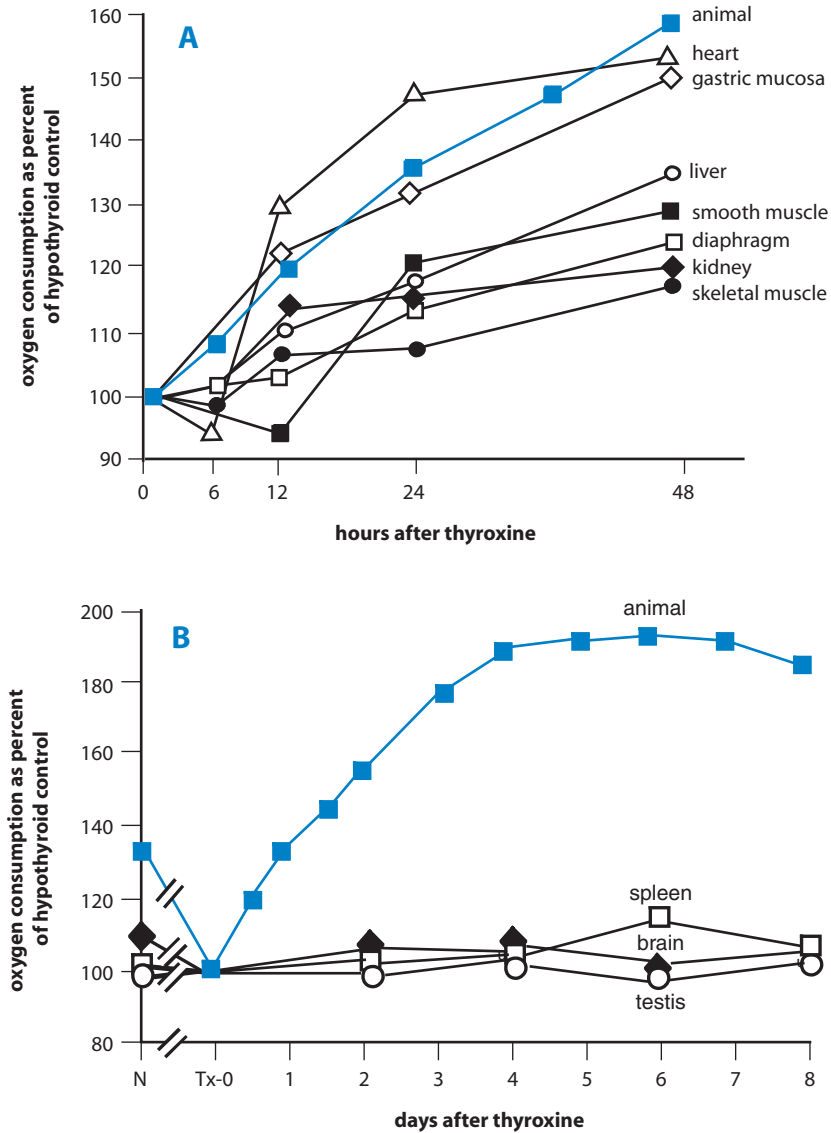 A
160
150
140
130
120
110
100
90
oxygen consumption as percent
of hypothyroid control
animal
heart
gastric mucosa
liver
smooth muscle
diaphragm
kidney
skeletal muscle
0 6 12 24 48
hours after thyroxine
B
200
180
160
140
120
100
80
oxygen consumption as percent
of hypothyroid control
animal
spleen
brain
testis
N Tx-0 1 2 3 4 5 6 7 8
days after thyroxine